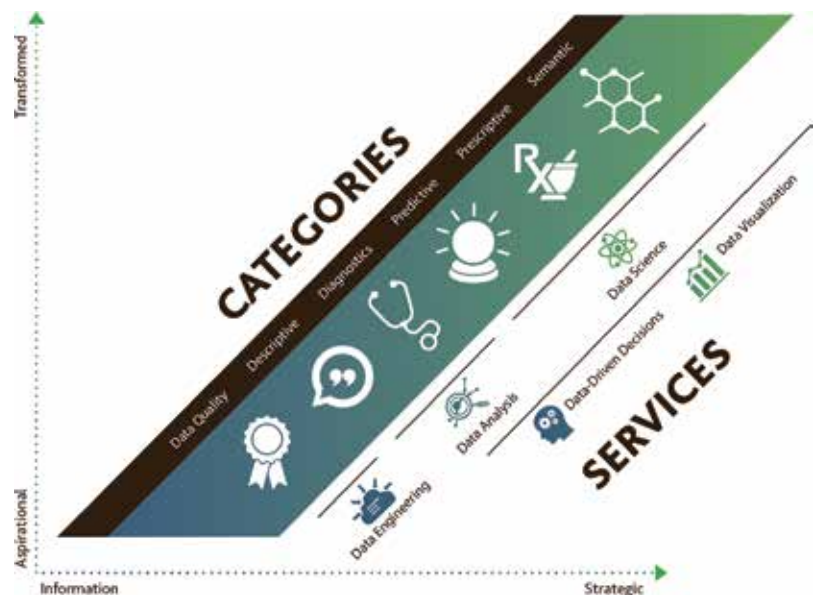 Transformed
Aspirational
Information
Strategic
CATEGORIES
Data Quality
Descriptive
Diagnostics
Predictive
Prescriptive
Semantic
Rx
Data Engineering
Data Analysis
Data Science
Data-Driven Decisions
Data Visualization
SERVICES